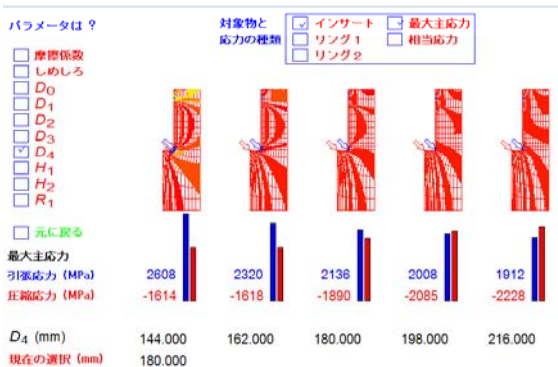 パラメータは ?
対象物と
応力の種類
インサート
最大主応力
リング 1
相当応力
リング 2
摩擦係数
しめしろ
D0
D1
D2
D3
D4
H1
H2
R1
元に戻る
最大主応力
引張応力 (MPa) 2608 2320 2136 2008 1912
圧縮応力 (MPa) -1614 -1618 -1890 -2085 -2228
D4 (mm) 144.000 162.000 180.000 198.000 216.000
現在の選択 (mm) 180.000